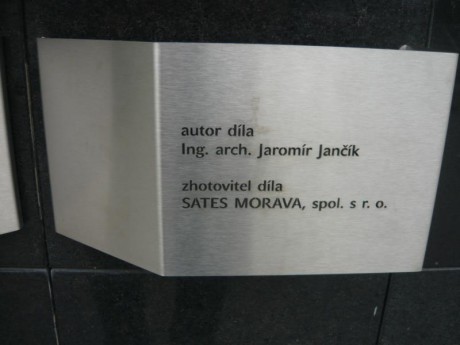 autor díla
Ing. arch. Jaromír Jančík
zhotovitel díla
SATES MORAVA, spol. s r. o.